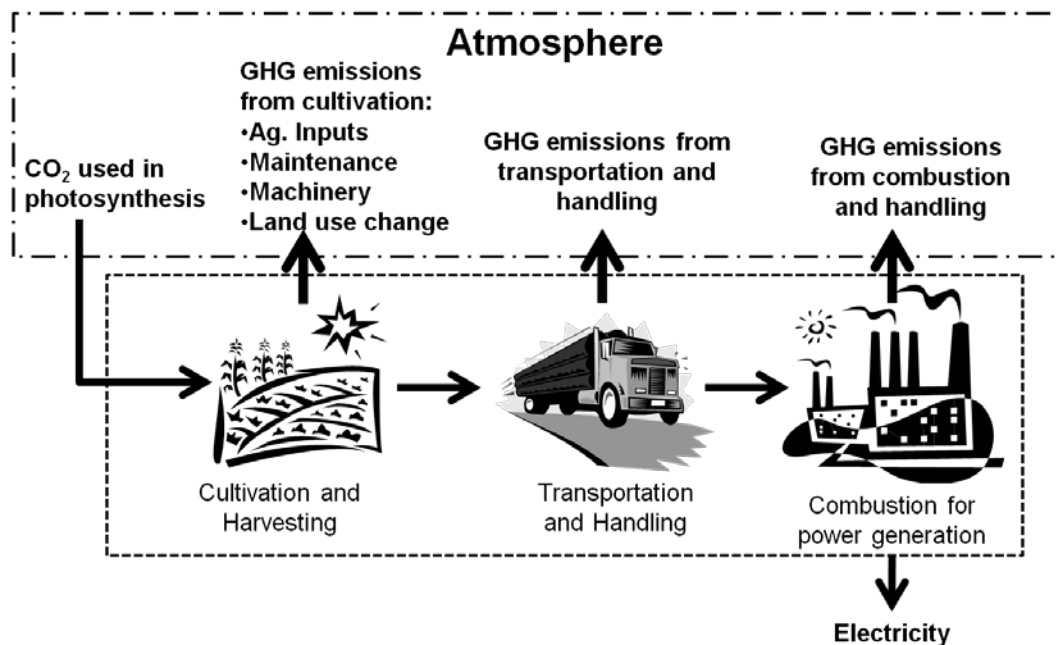 Atmosphere
GHG emissions
from cultivation:
•Ag. Inputs
•Maintenance
•Machinery
•Land use change
CO₂ used in
photosynthesis
GHG emissions from
transportation and
handling
GHG emissions
from combustion
and handling
Cultivation and
Harvesting
Transportation
and Handling
Combustion for
power generation
Electricity